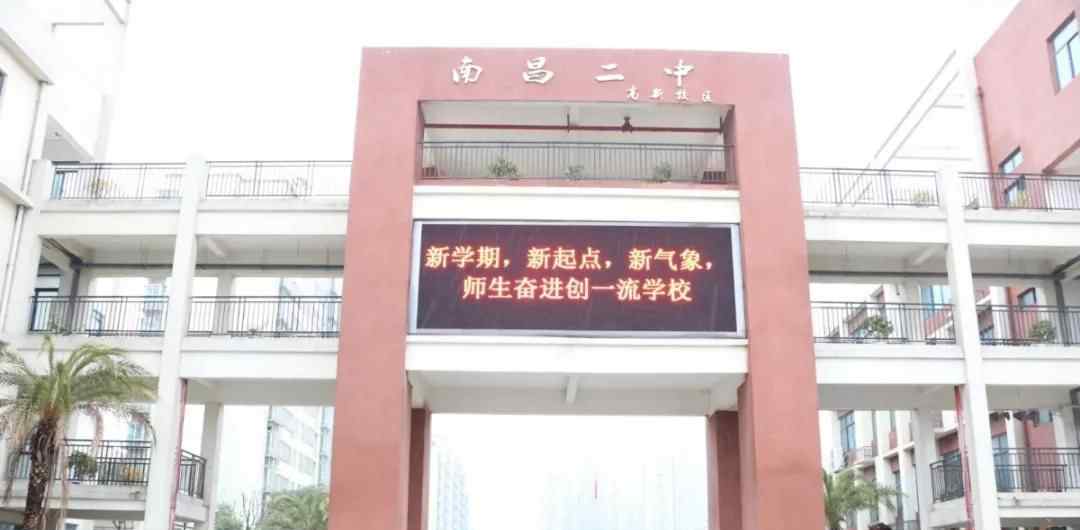 南昌二中
高新校区
新学期，新起点，新气象，
师生奋进创一流学校